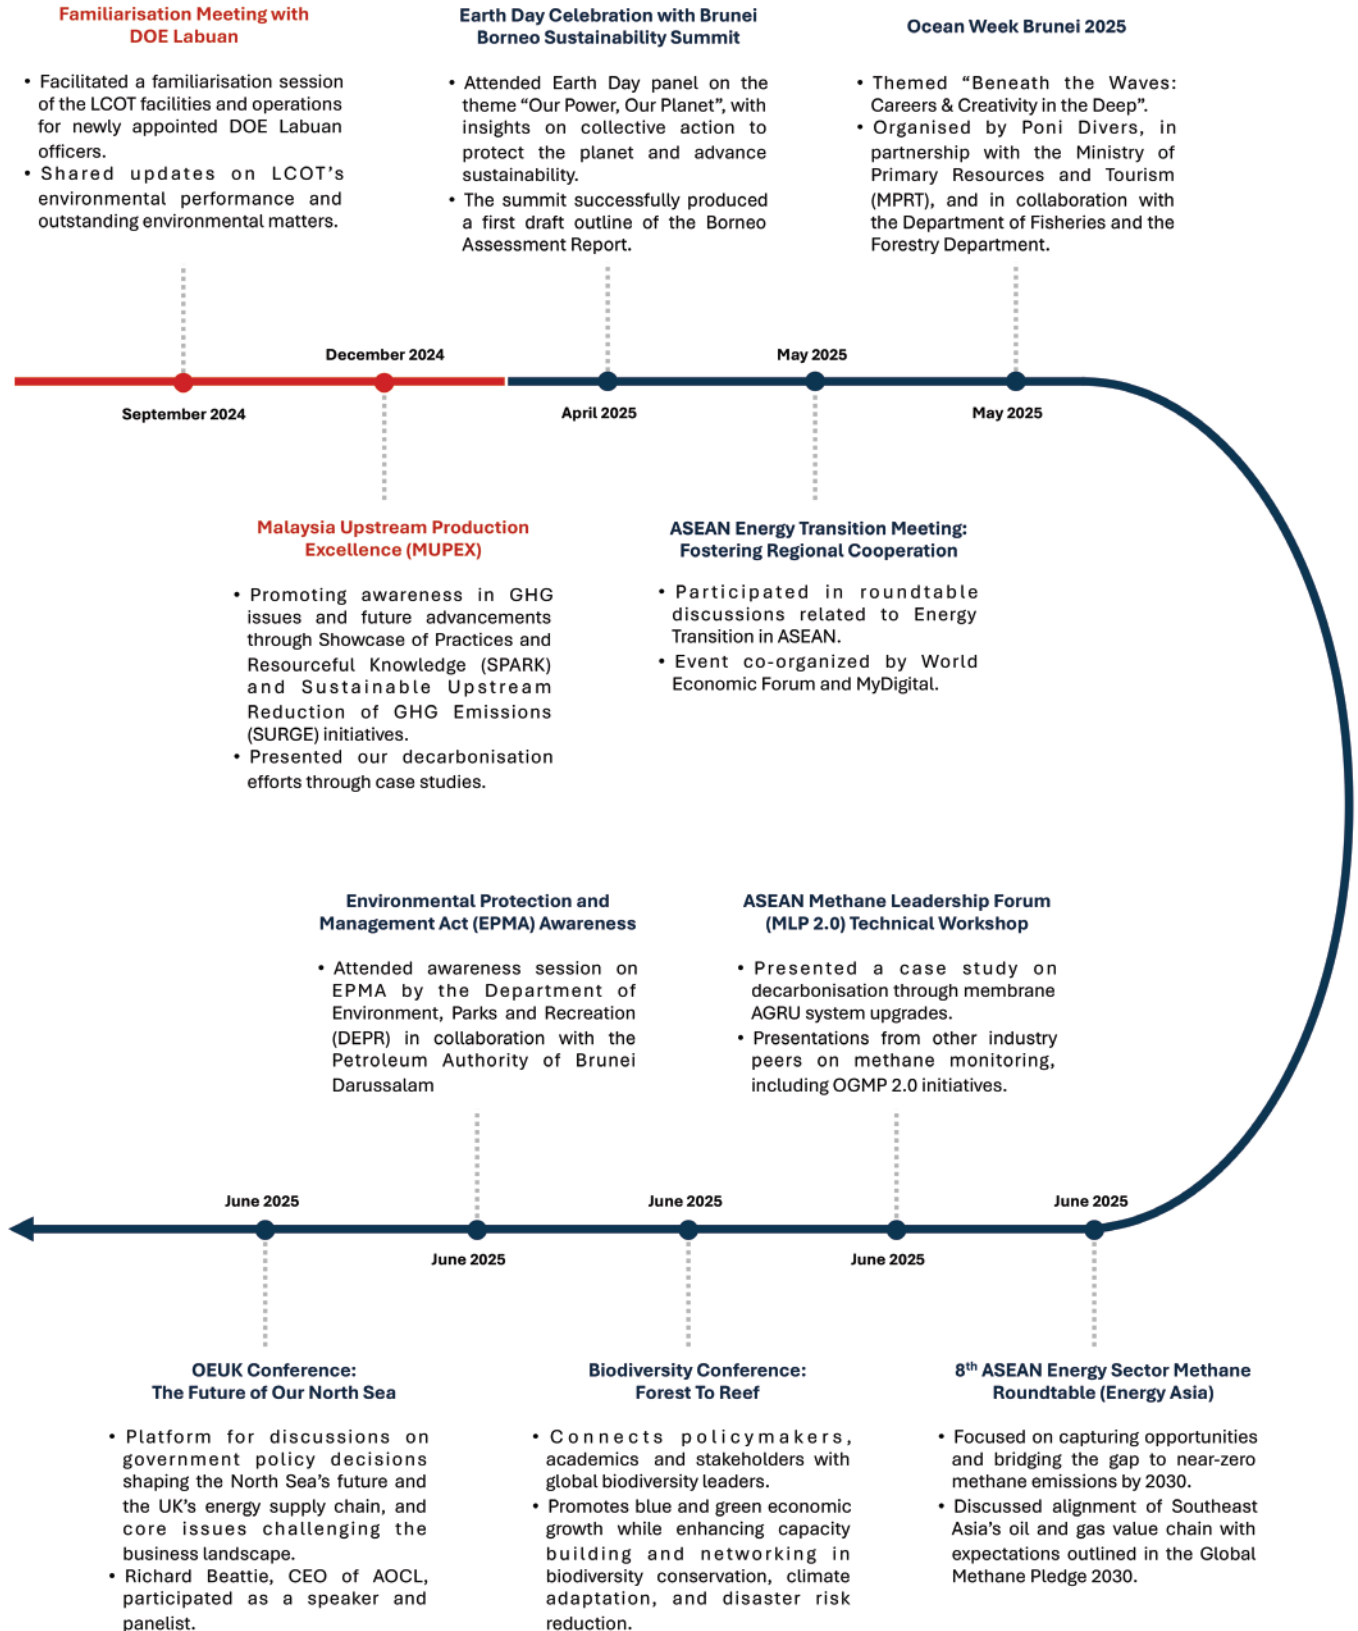 Familiarisation Meeting with
DOE Labuan
• Facilitated a familiarisation session
of the LCOT facilities and operations
for newly appointed DOE Labuan
officers.
• Shared updates on LCOT’s
environmental performance and
outstanding environmental matters.
Earth Day Celebration with Brunei
Borneo Sustainability Summit
• Attended Earth Day panel on the
theme “Our Power, Our Planet”, with
insights on collective action to
protect the planet and advance
sustainability.
• The summit successfully produced
a first draft outline of the Borneo
Assessment Report.
Ocean Week Brunei 2025
• Themed “Beneath the Waves:
Careers & Creativity in the Deep”.
• Organised by Poni Divers, in
partnership with the Ministry of
Primary Resources and Tourism
(MPRT), and in collaboration with
the Department of Fisheries and the
Forestry Department.
December 2024
May 2025
September 2024
April 2025
May 2025
Malaysia Upstream Production
Excellence (MUPEX)
• Promoting awareness in GHG
issues and future advancements
through Showcase of Practices and
Resourceful Knowledge (SPARK)
and Sustainable Upstream
Reduction of GHG Emissions
(SURGE) initiatives.
• Presented our decarbonisation
efforts through case studies.
ASEAN Energy Transition Meeting:
Fostering Regional Cooperation
• Participated in roundtable
discussions related to Energy
Transition in ASEAN.
• Event co-organized by World
Economic Forum and MyDigital.
Environmental Protection and
Management Act (EPMA) Awareness
• Attended awareness session on
EPMA by the Department of
Environment, Parks and Recreation
(DEPR) in collaboration with the
Petroleum Authority of Brunei
Darussalam
ASEAN Methane Leadership Forum
(MLP 2.0) Technical Workshop
• Presented a case study on
decarbonisation through membrane
AGRU system upgrades.
• Presentations from other industry
peers on methane monitoring,
including OGMP 2.0 initiatives.
June 2025
June 2025
June 2025
June 2025
June 2025
OEUK Conference:
The Future of Our North Sea
• Platform for discussions on
government policy decisions
shaping the North Sea’s future and
the UK’s energy supply chain, and
core issues challenging the
business landscape.
• Richard Beattie, CEO of AOCL,
participated as a speaker and
panelist.
Biodiversity Conference:
Forest To Reef
• Connects policymakers,
academics and stakeholders with
global biodiversity leaders.
• Promotes blue and green economic
growth while enhancing capacity
building and networking in
biodiversity conservation, climate
adaptation, and disaster risk
reduction.
8th ASEAN Energy Sector Methane
Roundtable (Energy Asia)
• Focused on capturing opportunities
and bridging the gap to near-zero
methane emissions by 2030.
• Discussed alignment of Southeast
Asia’s oil and gas value chain with
expectations outlined in the Global
Methane Pledge 2030.